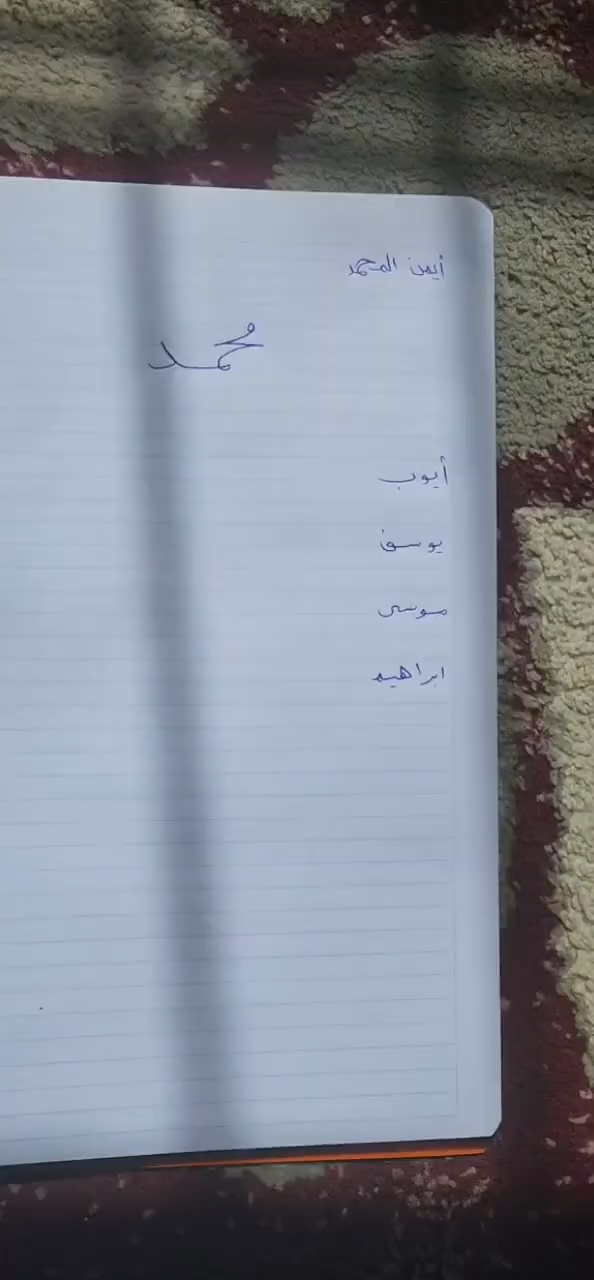 أيمن المحمد
محمد
أيوب
يوسف
موسى
ابراهيم